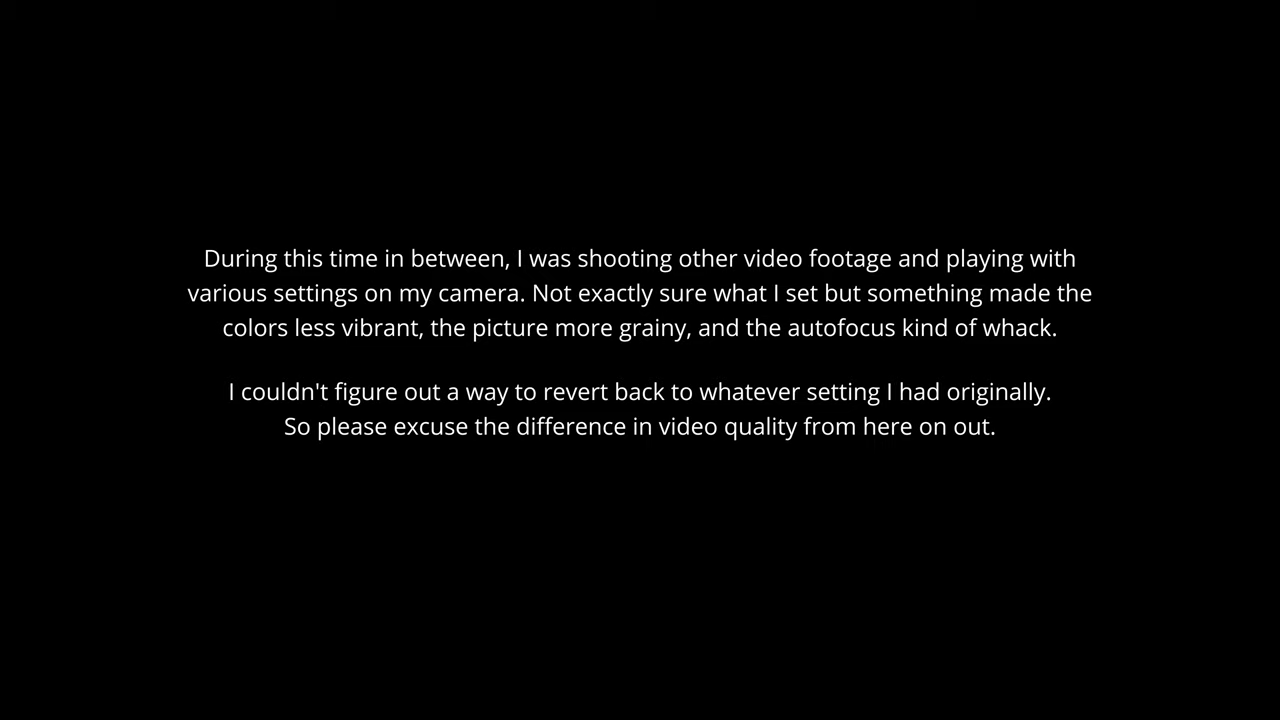 During this time in between, I was shooting other video footage and playing with
various settings on my camera. Not exactly sure what I set but something made the
colors less vibrant, the picture more grainy, and the autofocus kind of whack.
I couldn't figure out a way to revert back to whatever setting I had originally.
So please excuse the difference in video quality from here on out.